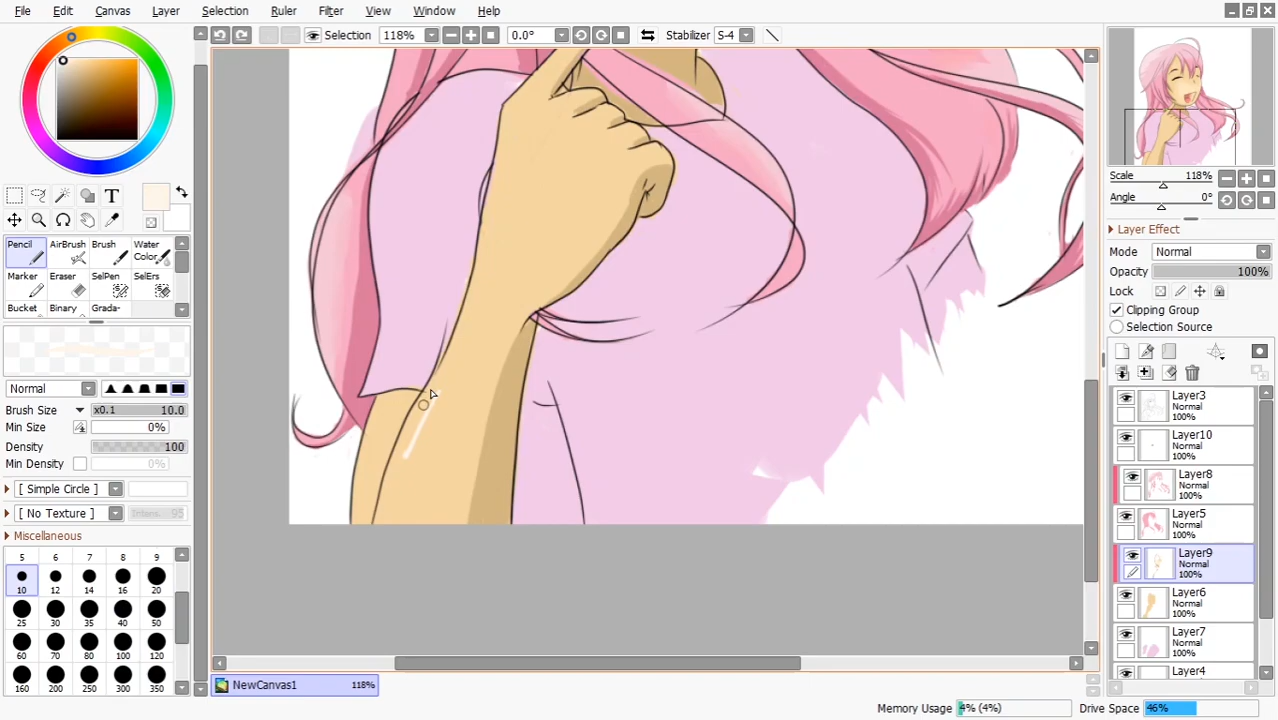 File Edit Canvas Layer Selection Ruler Filter View Window Help
Selection 118% 0.0° Stabilizer S-4
Scale 118%
Angle 0°
Layer Effect
Mode Normal
Opacity 100%
Lock
Clipping Group
Selection Source
T
Pencil AirBrush Brush Water Color
Marker Eraser SelPen SelErs
Bucket Binary Grada-
Normal
Brush Size x0.1 10.0
Min Size 0%
Density 100
Min Density 0%
[ Simple Circle ]
[ No Texture ] Intens. 95
Miscellaneous
5 6 7 8 9
10 12 14 16 20
25 30 35 40 50
60 70 80 100 120
160 200 250 300 350
Layer3
Normal
100%
Layer10
Normal
100%
Layer8
Normal
100%
Layer5
Normal
100%
Layer9
Normal
100%
Layer6
Normal
100%
Layer7
Normal
100%
Layer4
Normal
NewCanvas1 118%
Memory Usage 4% (4%) Drive Space 46%